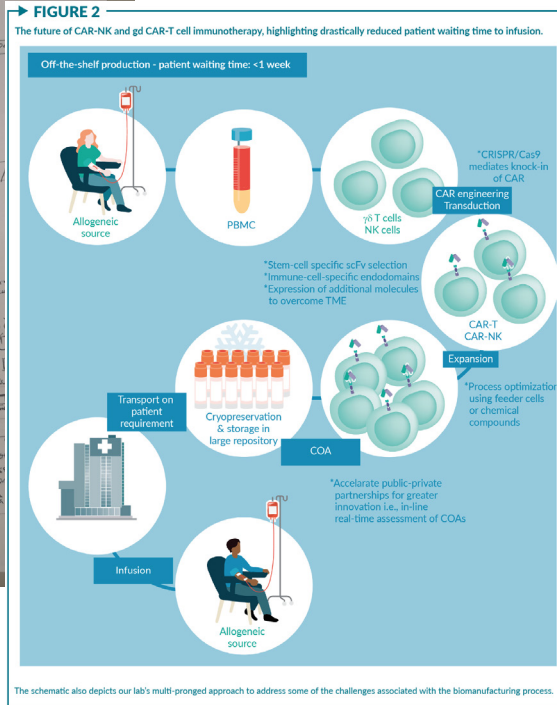 FIGURE 2
The future of CAR-NK and gd CAR-T cell immunotherapy, highlighting drastically reduced patient waiting time to infusion.
Off-the-shelf production - patient waiting time: <1 week
Allogeneic
source
PBMC
γδ T cells
NK cells
*CRISPR/Cas9
mediates knock-in
of CAR
CAR engineering
Transduction
*Stem-cell specific scFv selection
*Immune-cell-specific endodomains
*Expression of additional molecules
to overcome TME
CAR-T
CAR-NK
Expansion
*Process optimization
using feeder cells
or chemical
compounds
Cryopreservation
& storage in
large repository
Transport on
patient
requirement
COA
*Accelarate public-private
partnerships for greater
innovation i.e., in-line
real-time assessment of COAs
Infusion
Allogeneic
source
The schematic also depicts our lab's multi-pronged approach to address some of the challenges associated with the biomanufacturing process.